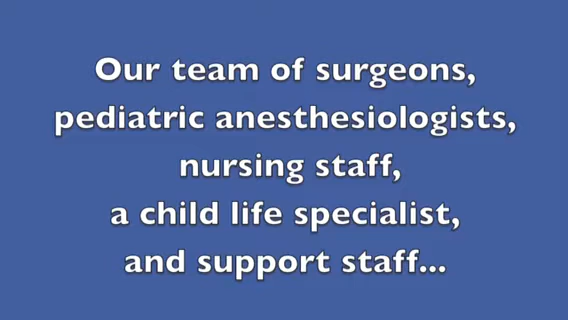 Our team of surgeons,
pediatric anesthesiologists,
nursing staff,
a child life specialist,
and support staff...